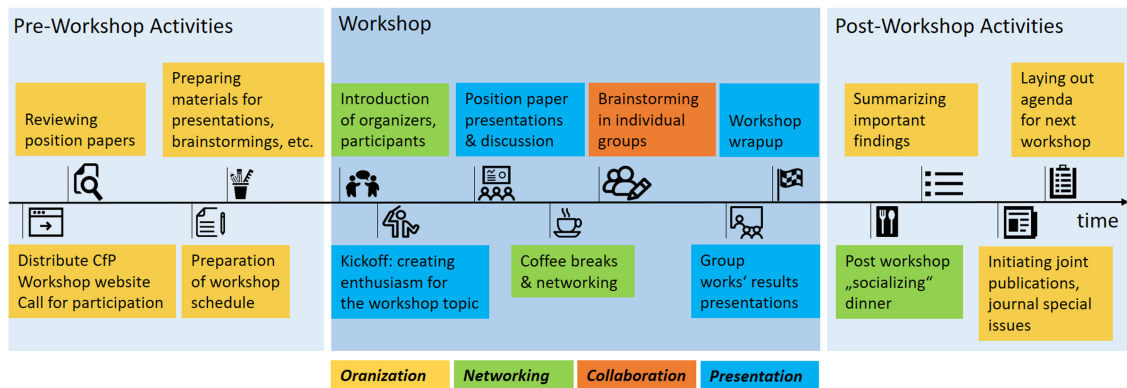 Pre-Workshop Activities
Reviewing
position papers
Preparing
materials for
presentations,
brainstormings, etc.
Distribute CfP
Workshop website
Call for participation
Preparation
of workshop
schedule
Workshop
Introduction
of organizers,
participants
Position paper
presentations
& discussion
Brainstorming
in individual
groups
Workshop
wrapup
Kickoff: creating
enthusiasm for
the workshop topic
Coffee breaks
& networking
Group
works‘ results
presentations
Post-Workshop Activities
Summarizing
important
findings
Laying out
agenda
for next
workshop
time
Post workshop
„socializing“
dinner
Initiating joint
publications,
journal special
issues
Oranization
Networking
Collaboration
Presentation